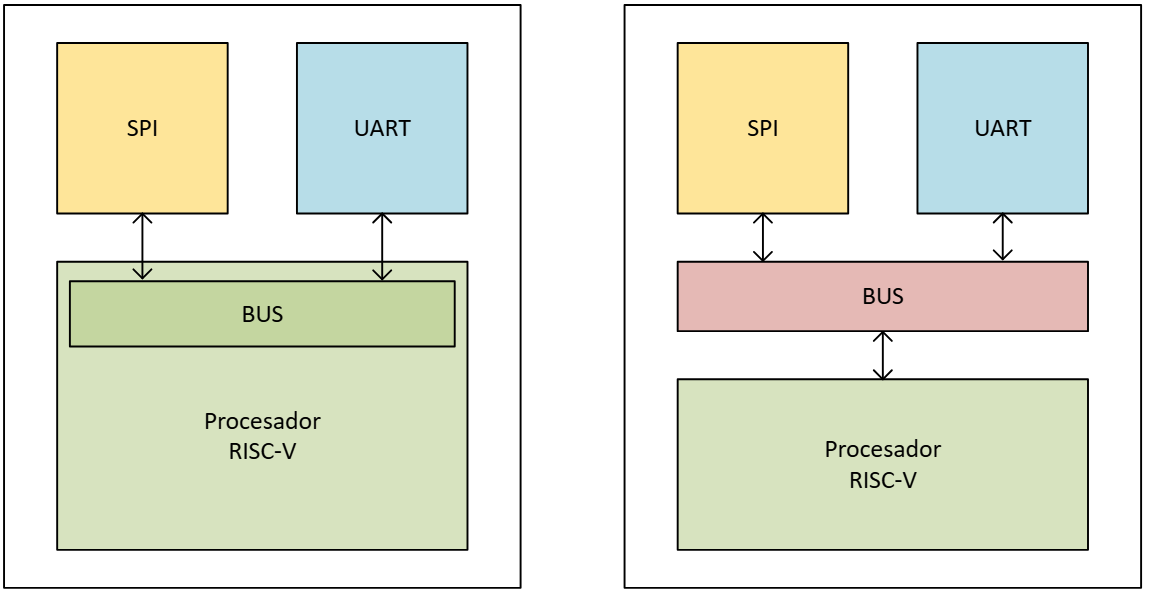 SPI
UART
BUS
Procesador
RISC-V
SPI
UART
BUS
Procesador
RISC-V